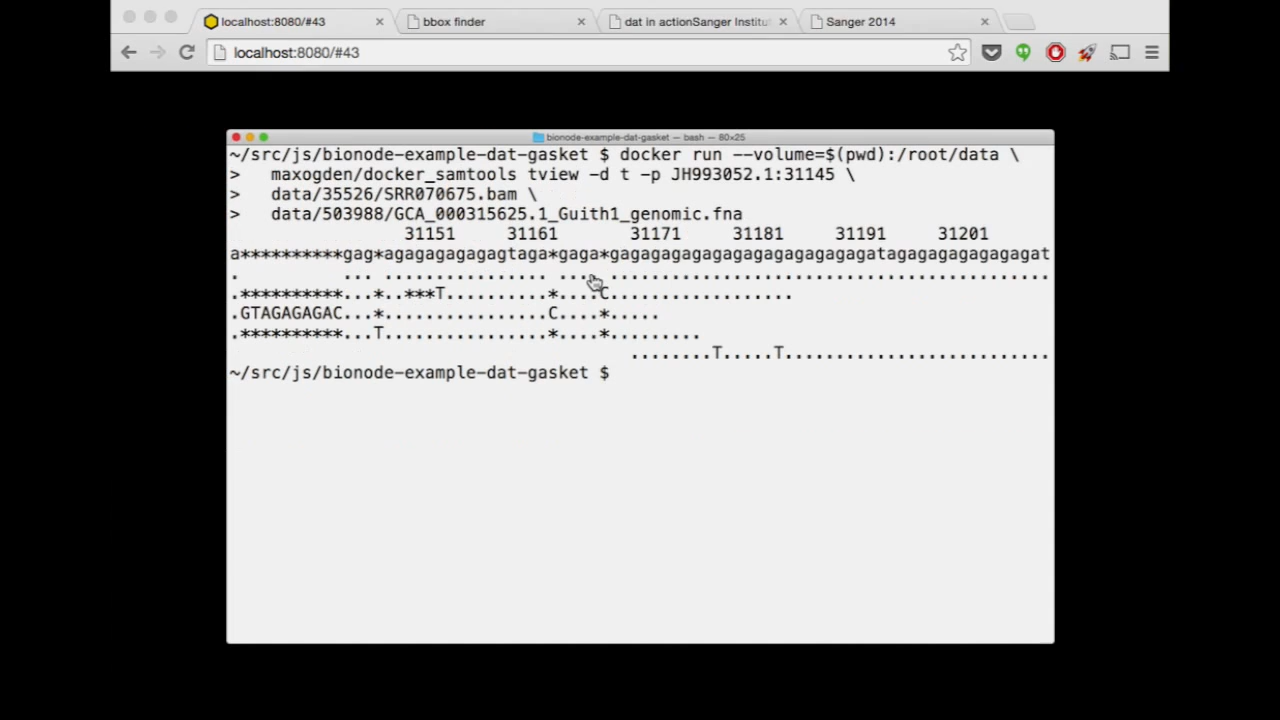 localhost:8080/#43
bbox finder
dat in actionSanger Institut
Sanger 2014
localhost:8080/#43
bionode-example-dat-gasket — bash — 80x25
~/src/js/bionode-example-dat-gasket $ docker run --volume=$(pwd):/root/data \
> maxogden/docker_samtools tview -d t -p JH993052.1:31145 \
> data/35526/SRR070675.bam \
> data/503988/GCA_000315625.1_Guith1_genomic.fna
31151 31161 31171 31181 31191 31201
a**********gag*agagagagagagtaga*gaga*gagagagagagagagagagagagagatagagagagagagagat
. ... ................ .... ...........................................
.**********...*..***T..........*....C..................
.GTAGAGAGAC...*................C....*.....
.**********...T................*....*.........
........T.....T..........................
~/src/js/bionode-example-dat-gasket $